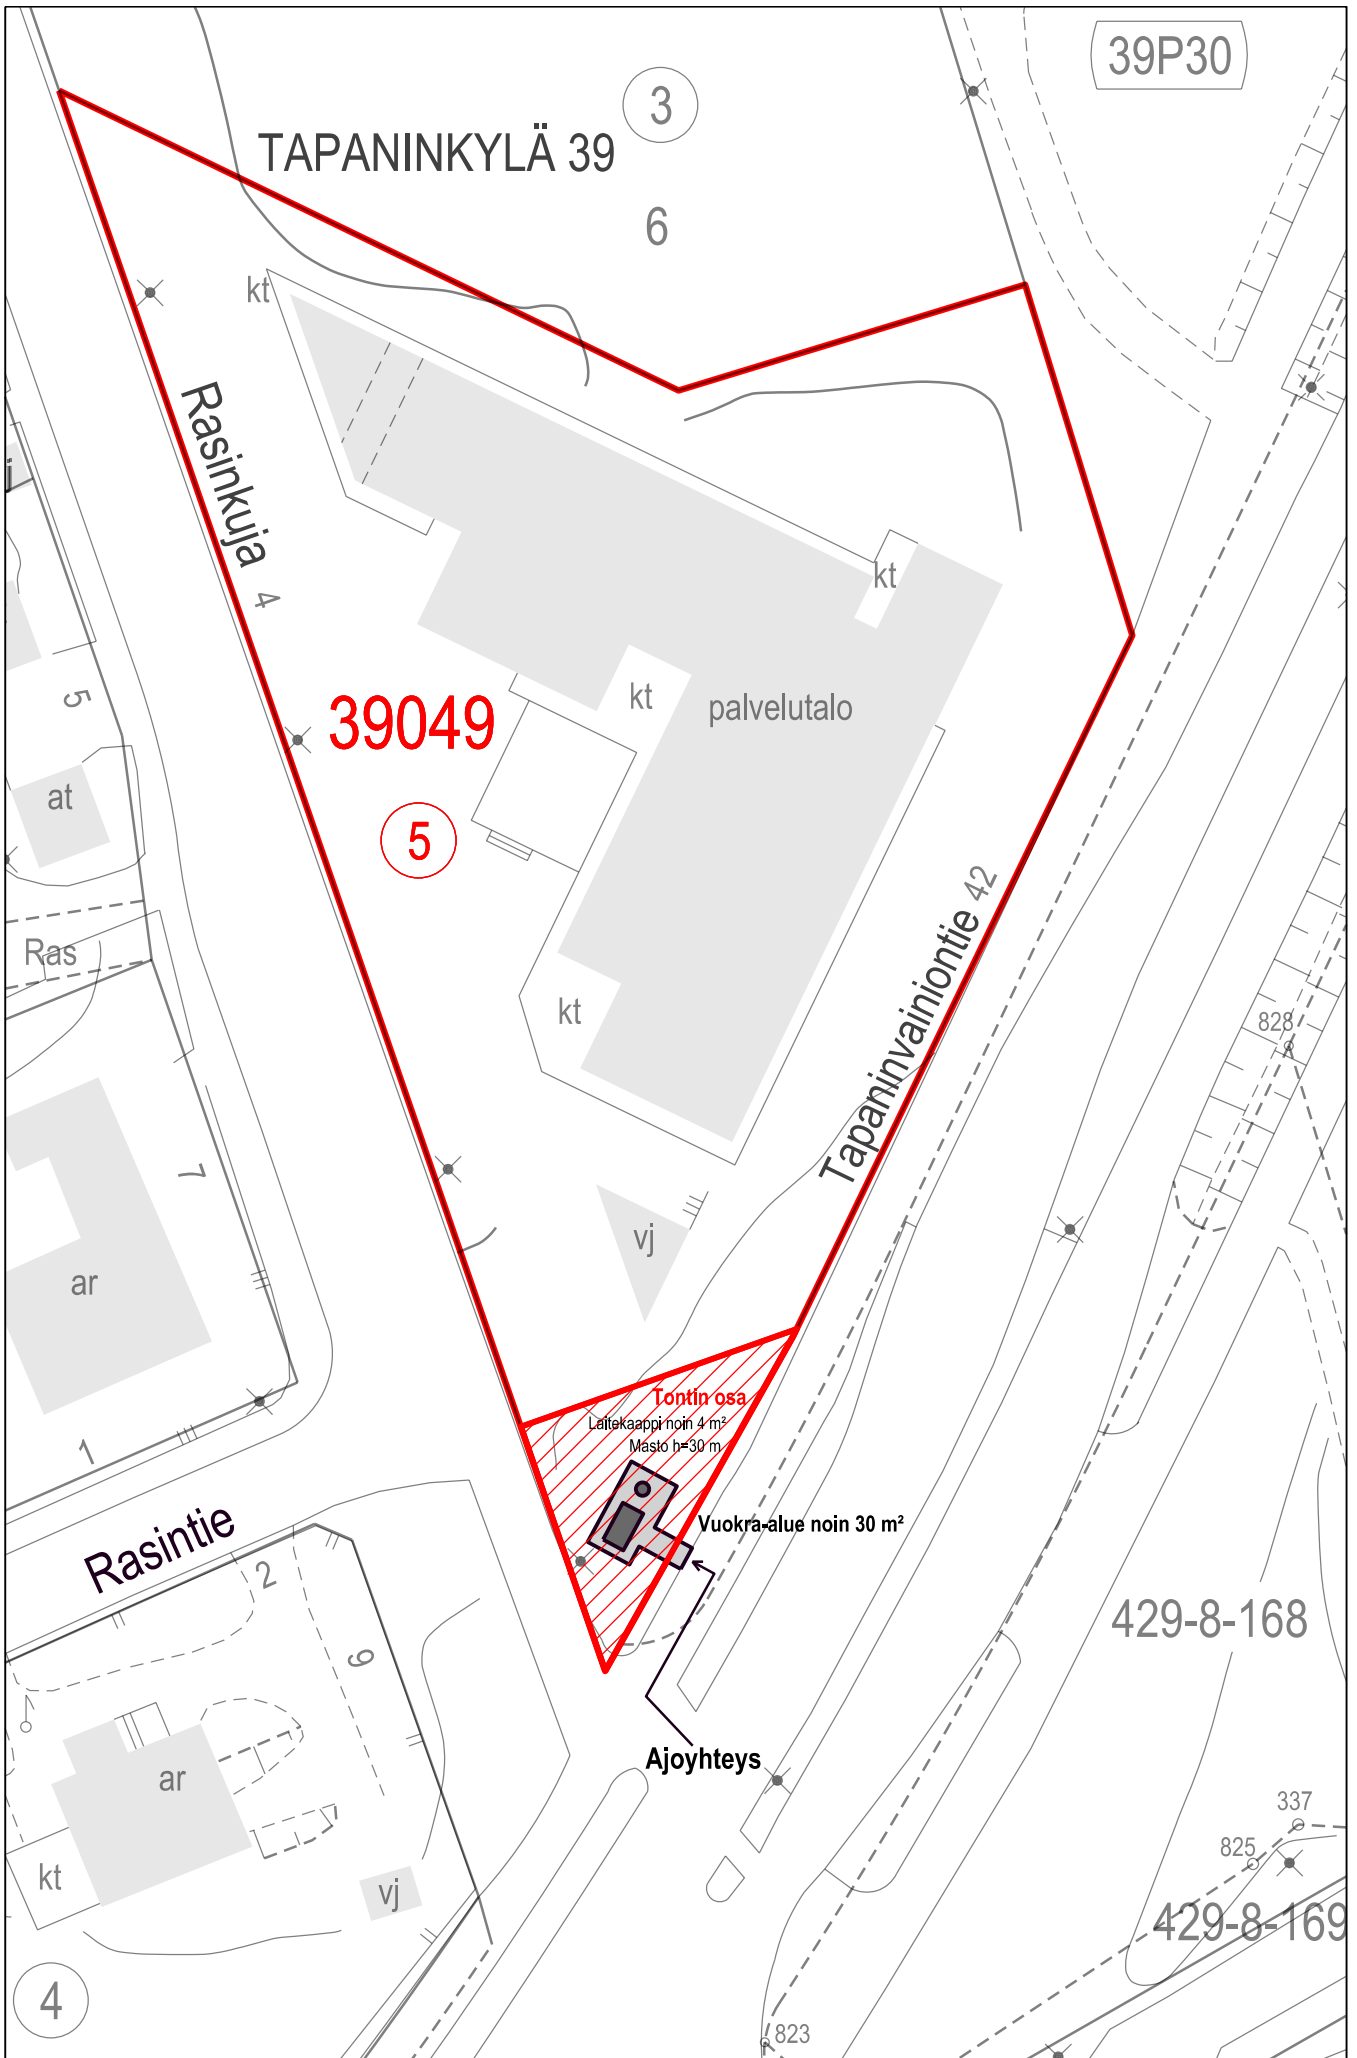 39P30
3
TAPANINKYLÄ 39
6
kt
Rasinkuja 4
j
kt
5
39049
kt
palvelutalo
at
5
Tapaninvainiontie 42
Ras
kt
828
7
vj
ar
Tontin osa
Laitekaappi noin 4 m²
Masto h=30 m
1
Vuokra-alue noin 30 m²
Rasintie
2
429-8-168
9
Ajoyhteys
ar
337
825
kt
vj
429-8-169
4
823